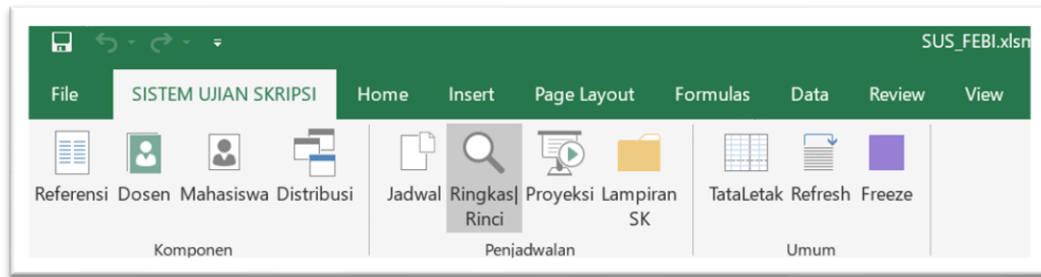 SUS_FEBI.xlsm
File SISTEM UJIAN SKRIPSI Home Insert Page Layout Formulas Data Review View
Referensi Dosen Mahasiswa Distribusi Jadwal Ringkas| Proyeksi Lampiran TataLetak Refresh Freeze
Rinci SK
Komponen Penjadwalan Umum